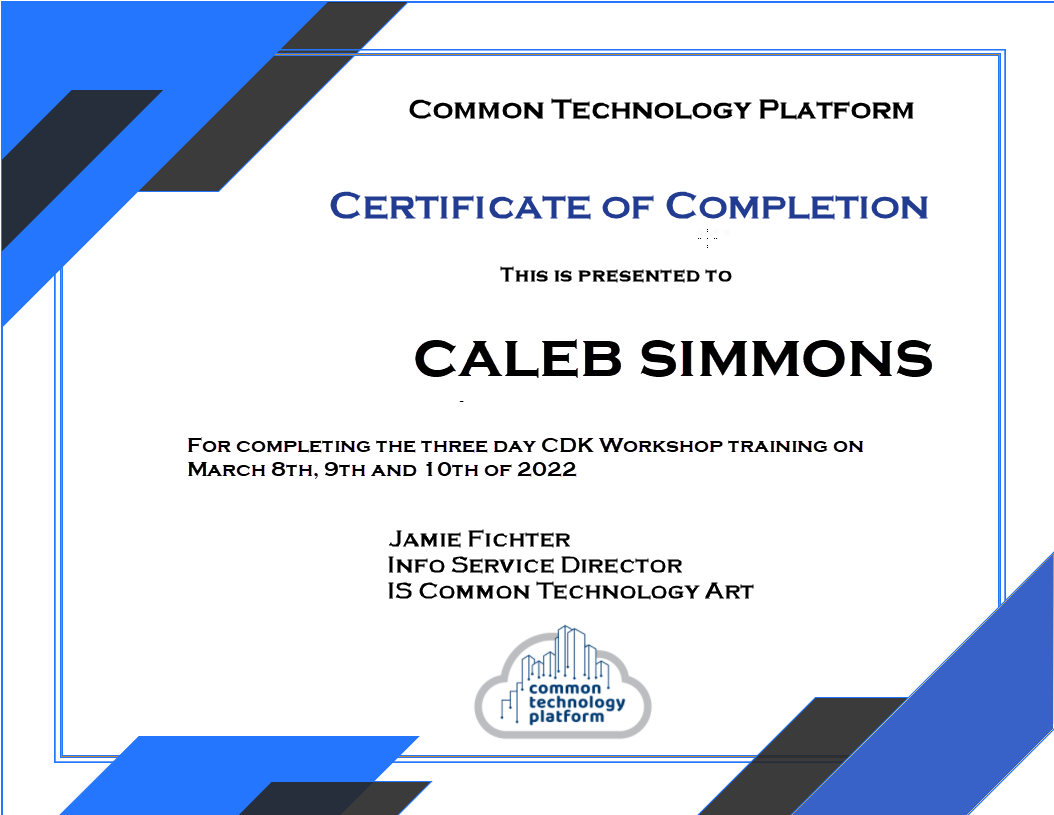 Common Technology Platform
Certificate of Completion
This is presented to
CALEB SIMMONS
For completing the three day CDK Workshop training on
March 8th, 9th and 10th of 2022
Jamie Fichter
Info Service Director
IS Common Technology Art
common
technology
platform